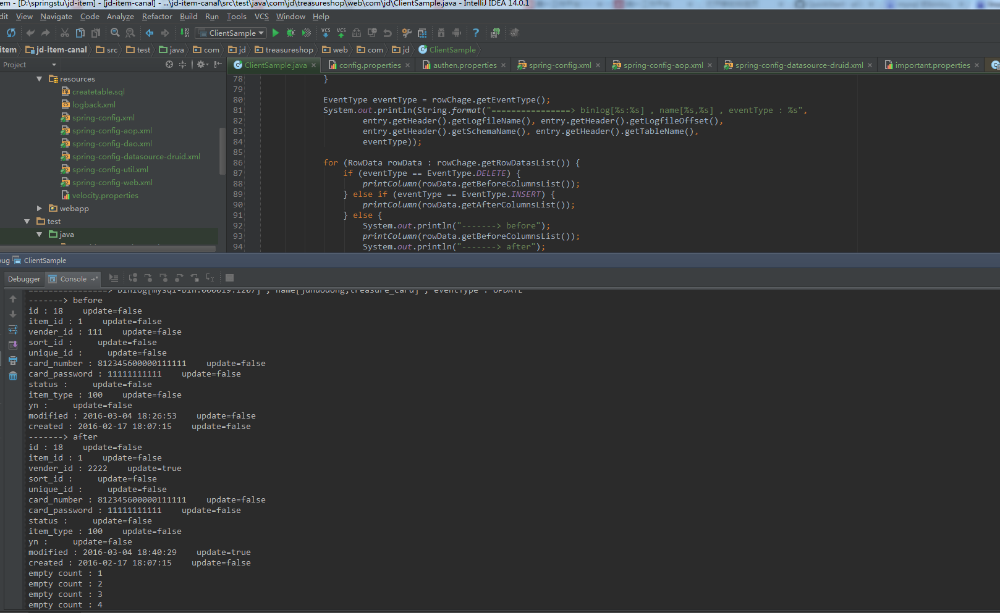 em - [D:\springstu\jd-item] - [jd-item-canal] - ...\jd-item-canal\src\test\java\com\jd\treasureshop\web\com\jd\ClientSample.java - IntelliJ IDEA 14.0.1
dit View Navigate Code Analyze Refactor Build Run Tools VCS Window Help
ClientSample
VCS VCS
item jd-item-canal src test java com jd treasureshop web com jd ClientSample
Project
ClientSample.java config.properties authen.properties spring-config.xml spring-config-aop.xml spring-config-datasource-druid.xml important.properties
resources
createtable.sql
logback.xml
spring-config.xml
spring-config-aop.xml
spring-config-dao.xml
spring-config-datasource-druid.xml
spring-config-util.xml
spring-config-web.xml
velocity.properties
webapp
test
java
78 }
79
80 EventType eventType = rowChage.getEventType();
81 System.out.println(String.format("================> binlog[%s:%s] , name[%s,%s] , eventType : %s",
82 entry.getHeader().getLogfileName(), entry.getHeader().getLogfileOffset(),
83 entry.getHeader().getSchemaName(), entry.getHeader().getTableName(),
84 eventType));
85
86 for (RowData rowData : rowChage.getRowDatasList()) {
87 if (eventType == EventType.DELETE) {
88 printColumn(rowData.getBeforeColumnsList());
89 } else if (eventType == EventType.INSERT) {
90 printColumn(rowData.getAfterColumnsList());
91 } else {
92 System.out.println("-------> before");
93 printColumn(rowData.getBeforeColumnsList());
94 System.out.println("-------> after");
bug ClientSample
Debugger Console
================> binlog[mysql-bin.000019:1207] , name[junuodong,treasure_card] , eventType : UPDATE
-------> before
id : 18    update=false
item_id : 1    update=false
vender_id : 111    update=false
sort_id :     update=false
unique_id :     update=false
card_number : 812345600000111111    update=false
card_password : 11111111111    update=false
status :     update=false
item_type : 100    update=false
yn :     update=false
modified : 2016-03-04 18:26:53    update=false
created : 2016-02-17 18:07:15    update=false
-------> after
id : 18    update=false
item_id : 1    update=false
vender_id : 2222    update=true
sort_id :     update=false
unique_id :     update=false
card_number : 812345600000111111    update=false
card_password : 11111111111    update=false
status :     update=false
item_type : 100    update=false
yn :     update=false
modified : 2016-03-04 18:40:29    update=true
created : 2016-02-17 18:07:15    update=false
empty count : 1
empty count : 2
empty count : 3
empty count : 4